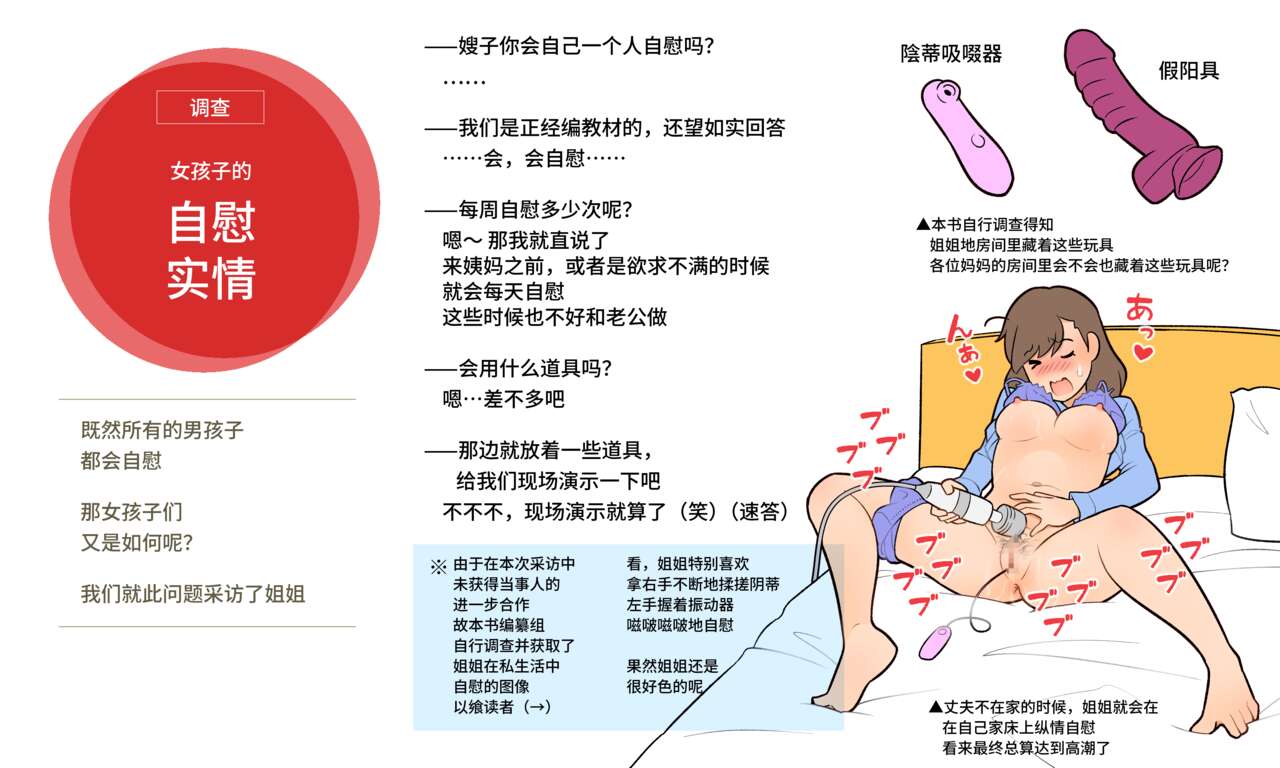 调查
女孩子的
自慰
实情
既然所有的男孩子
都会自慰
那女孩子们
又是如何呢？
我们就此问题采访了姐姐
——嫂子你会自己一个人自慰吗？
……
——我们是正经编教材的，还望如实回答
……会，会自慰……
——每周自慰多少次呢？
嗯～ 那我就直说了
来姨妈之前，或者是欲求不满的时候
就会每天自慰
这些时候也不好和老公做
——会用什么道具吗？
嗯…差不多吧
——那边就放着一些道具，
给我们现场演示一下吧
不不不，现场演示就算了（笑）（速答）
※ 由于在本次采访中
未获得当事人的
进一步合作
故本书编纂组
自行调查并获取了
姐姐在私生活中
自慰的图像
以飨读者（→）
看，姐姐特别喜欢
拿右手不断地揉搓阴蒂
左手握着振动器
嗞啵嗞啵地自慰
果然姐姐还是
很好色的呢
陰蒂吸啜器
假阳具
▲本书自行调查得知
姐姐地房间里藏着这些玩具
各位妈妈的房间里会不会也藏着这些玩具呢？
んぁ♥
あっ♥
ブブブブブ
ブブブブ
ブブブブ
ブブブブ
▲丈夫不在家的时候，姐姐就会在
在自己家床上纵情自慰
看来最终总算达到高潮了